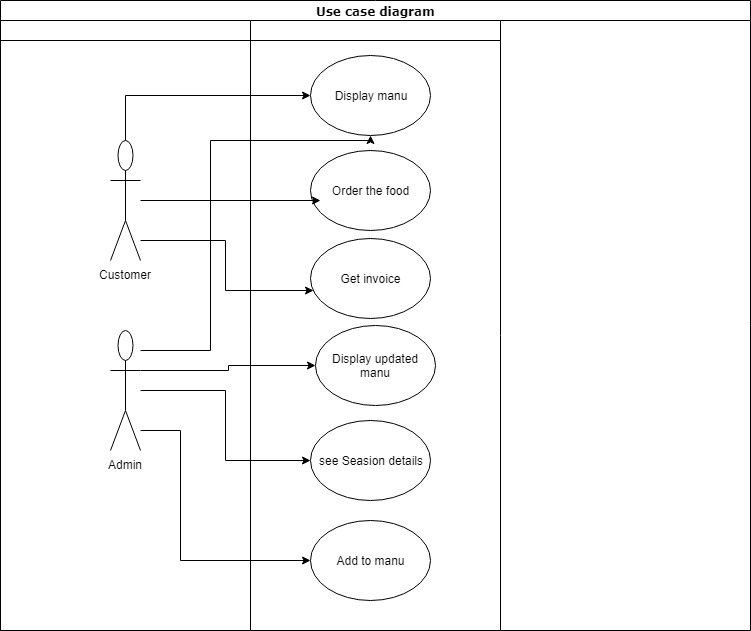 Use case diagram
Display manu
Order the food
Customer
Get invoice
Display updated
manu
Admin
see Seasion details
Add to manu